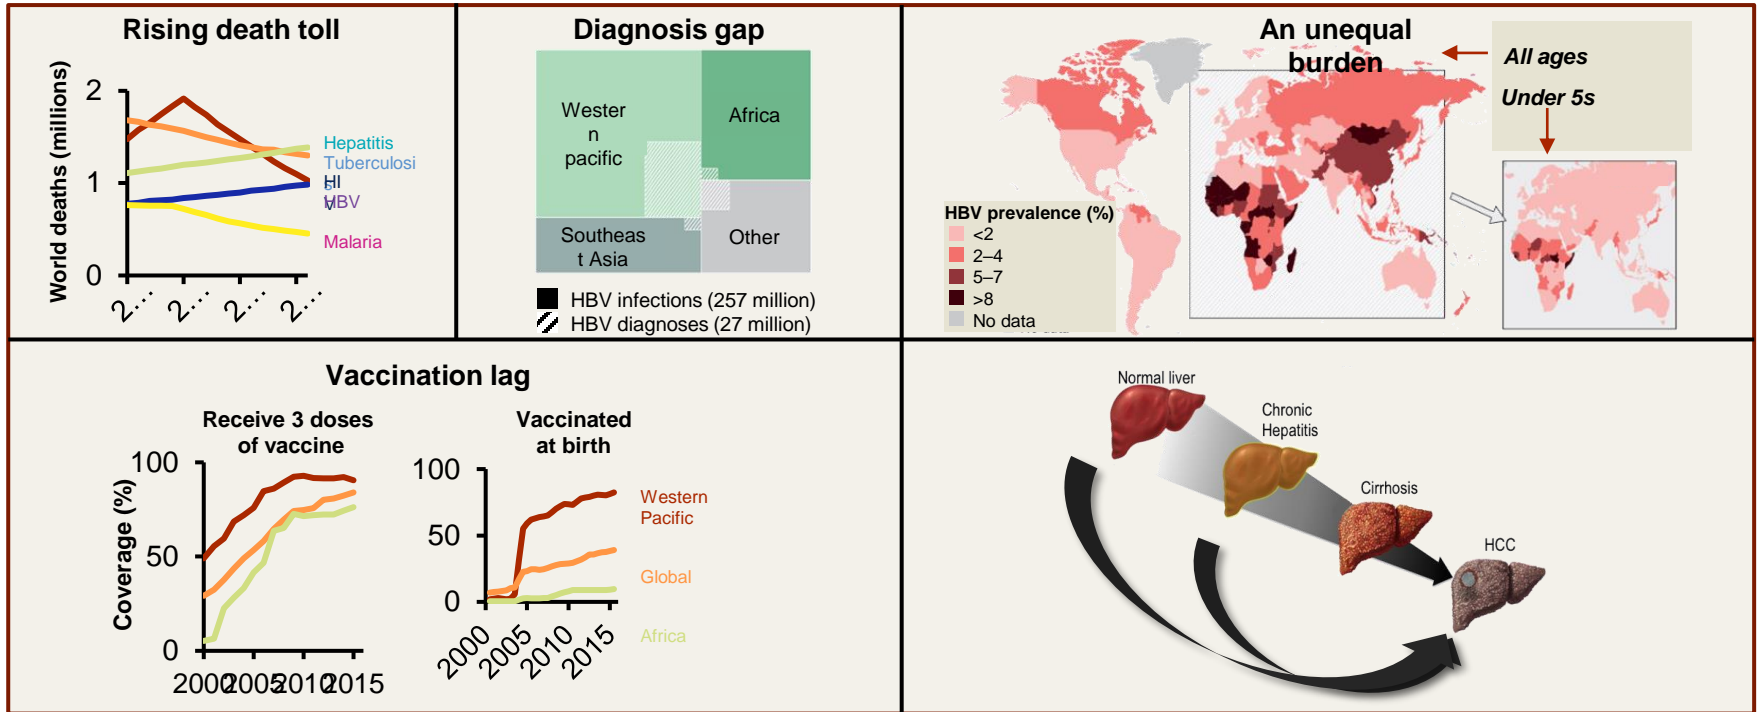 Rising death toll
World deaths (millions)
2
1
0
2...
2...
2...
2...
Hepatitis
Tuberculosi
s
HI
V
HBV
Malaria
Diagnosis gap
Wester
n
pacific
Africa
Southeas
t Asia
Other
HBV infections (257 million)
HBV diagnoses (27 million)
An unequal
burden
All ages
Under 5s
HBV prevalence (%)
<2
2–4
5–7
>8
No data
Vaccination lag
Receive 3 doses
of vaccine
Coverage (%)
100
50
0
2000
2005
2010
2015
Vaccinated
at birth
100
50
0
2000
2005
2010
2015
Western
Pacific
Global
Africa
Normal liver
Chronic
Hepatitis
Cirrhosis
HCC